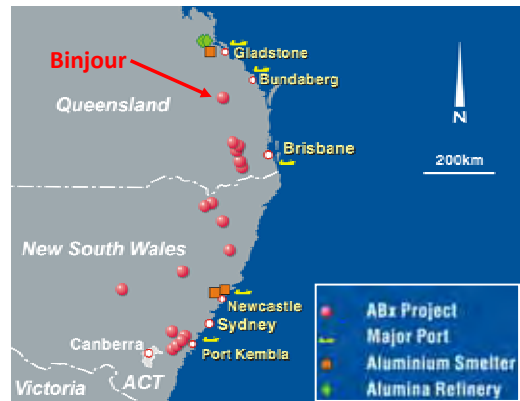 Gladstone
Binjour
Bundaberg
Queensland
N
Brisbane
200km
New South Wales
Newcastle
Sydney
Canberra
Port Kembla
ACT
Victoria
ABx Project
Major Port
Aluminium Smelter
Alumina Refinery